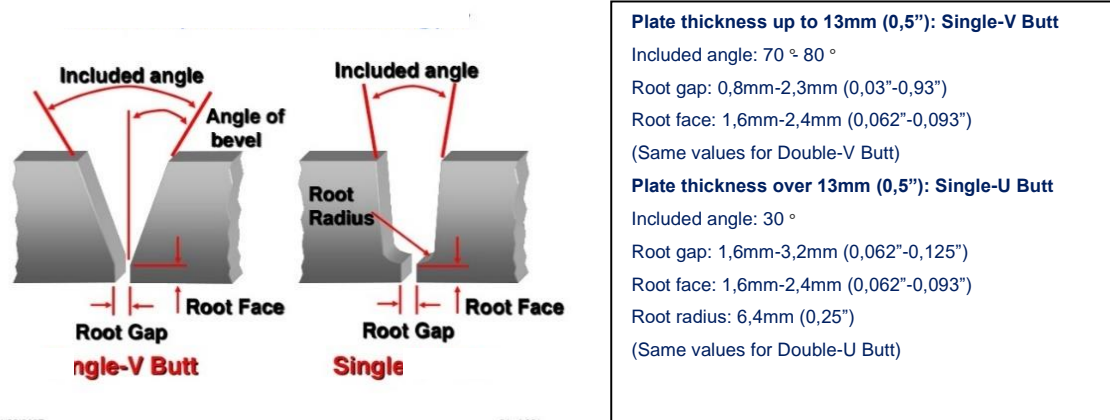 Included angle
Angle of
bevel
Root Face
Root Gap
ngle-V Butt
Included angle
Root
Radius
Root Face
Root Gap
Single
Plate thickness up to 13mm (0,5”): Single-V Butt
Included angle: 70 °- 80 °
Root gap: 0,8mm-2,3mm (0,03”-0,93”)
Root face: 1,6mm-2,4mm (0,062”-0,093”)
(Same values for Double-V Butt)
Plate thickness over 13mm (0,5”): Single-U Butt
Included angle: 30 °
Root gap: 1,6mm-3,2mm (0,062”-0,125”)
Root face: 1,6mm-2,4mm (0,062”-0,093”)
Root radius: 6,4mm (0,25”)
(Same values for Double-U Butt)